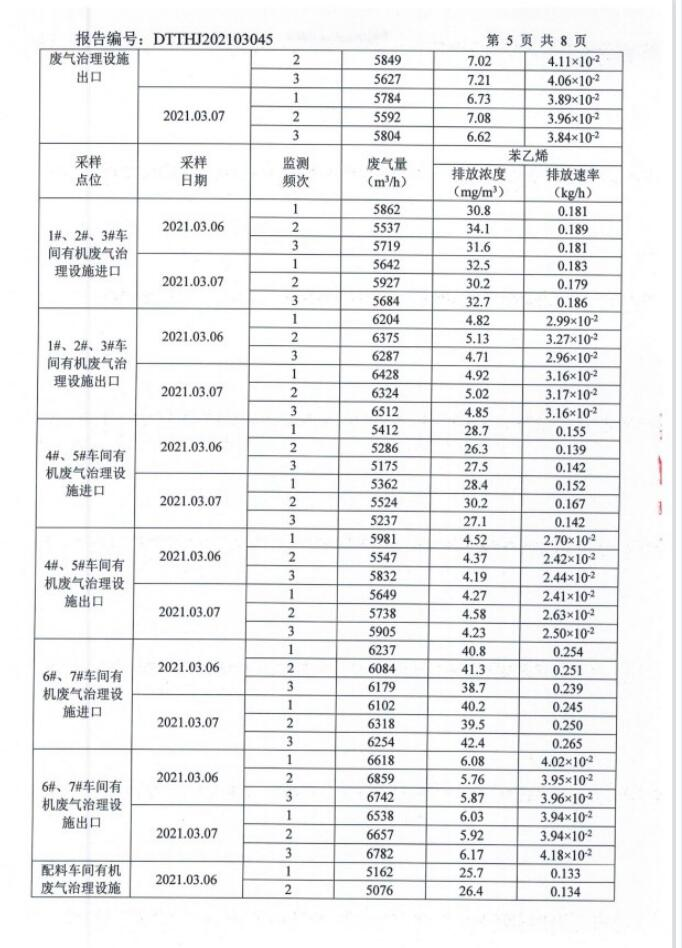 报告编号：DTTHJ202103045 第 5 页 共 8 页
废气治理设施出口 2 5849 7.02 4.11×10⁻²
3 5627 7.21 4.06×10⁻²
2021.03.07 1 5784 6.73 3.89×10⁻²
2 5592 7.08 3.96×10⁻²
3 5804 6.62 3.84×10⁻²
采样点位 采样日期 监测频次 废气量（m³/h） 苯乙烯
排放浓度（mg/m³） 排放速率（kg/h）
1#、2#、3#车间有机废气治理设施进口 2021.03.06 1 5862 30.8 0.181
2 5537 34.1 0.189
3 5719 31.6 0.181
2021.03.07 1 5642 32.5 0.183
2 5927 30.2 0.179
3 5684 32.7 0.186
1#、2#、3#车间有机废气治理设施出口 2021.03.06 1 6204 4.82 2.99×10⁻²
2 6375 5.13 3.27×10⁻²
3 6287 4.71 2.96×10⁻²
2021.03.07 1 6428 4.92 3.16×10⁻²
2 6324 5.02 3.17×10⁻²
3 6512 4.85 3.16×10⁻²
4#、5#车间有机废气治理设施进口 2021.03.06 1 5412 28.7 0.155
2 5286 26.3 0.139
3 5175 27.5 0.142
2021.03.07 1 5362 28.4 0.152
2 5524 30.2 0.167
3 5237 27.1 0.142
4#、5#车间有机废气治理设施出口 2021.03.06 1 5981 4.52 2.70×10⁻²
2 5547 4.37 2.42×10⁻²
3 5832 4.19 2.44×10⁻²
2021.03.07 1 5649 4.27 2.41×10⁻²
2 5738 4.58 2.63×10⁻²
3 5905 4.23 2.50×10⁻²
6#、7#车间有机废气治理设施进口 2021.03.06 1 6237 40.8 0.254
2 6084 41.3 0.251
3 6179 38.7 0.239
2021.03.07 1 6102 40.2 0.245
2 6318 39.5 0.250
3 6254 42.4 0.265
6#、7#车间有机废气治理设施出口 2021.03.06 1 6618 6.08 4.02×10⁻²
2 6859 5.76 3.95×10⁻²
3 6742 5.87 3.96×10⁻²
2021.03.07 1 6538 6.03 3.94×10⁻²
2 6657 5.92 3.94×10⁻²
3 6782 6.17 4.18×10⁻²
配料车间有机废气治理设施 2021.03.06 1 5162 25.7 0.133
2 5076 26.4 0.134